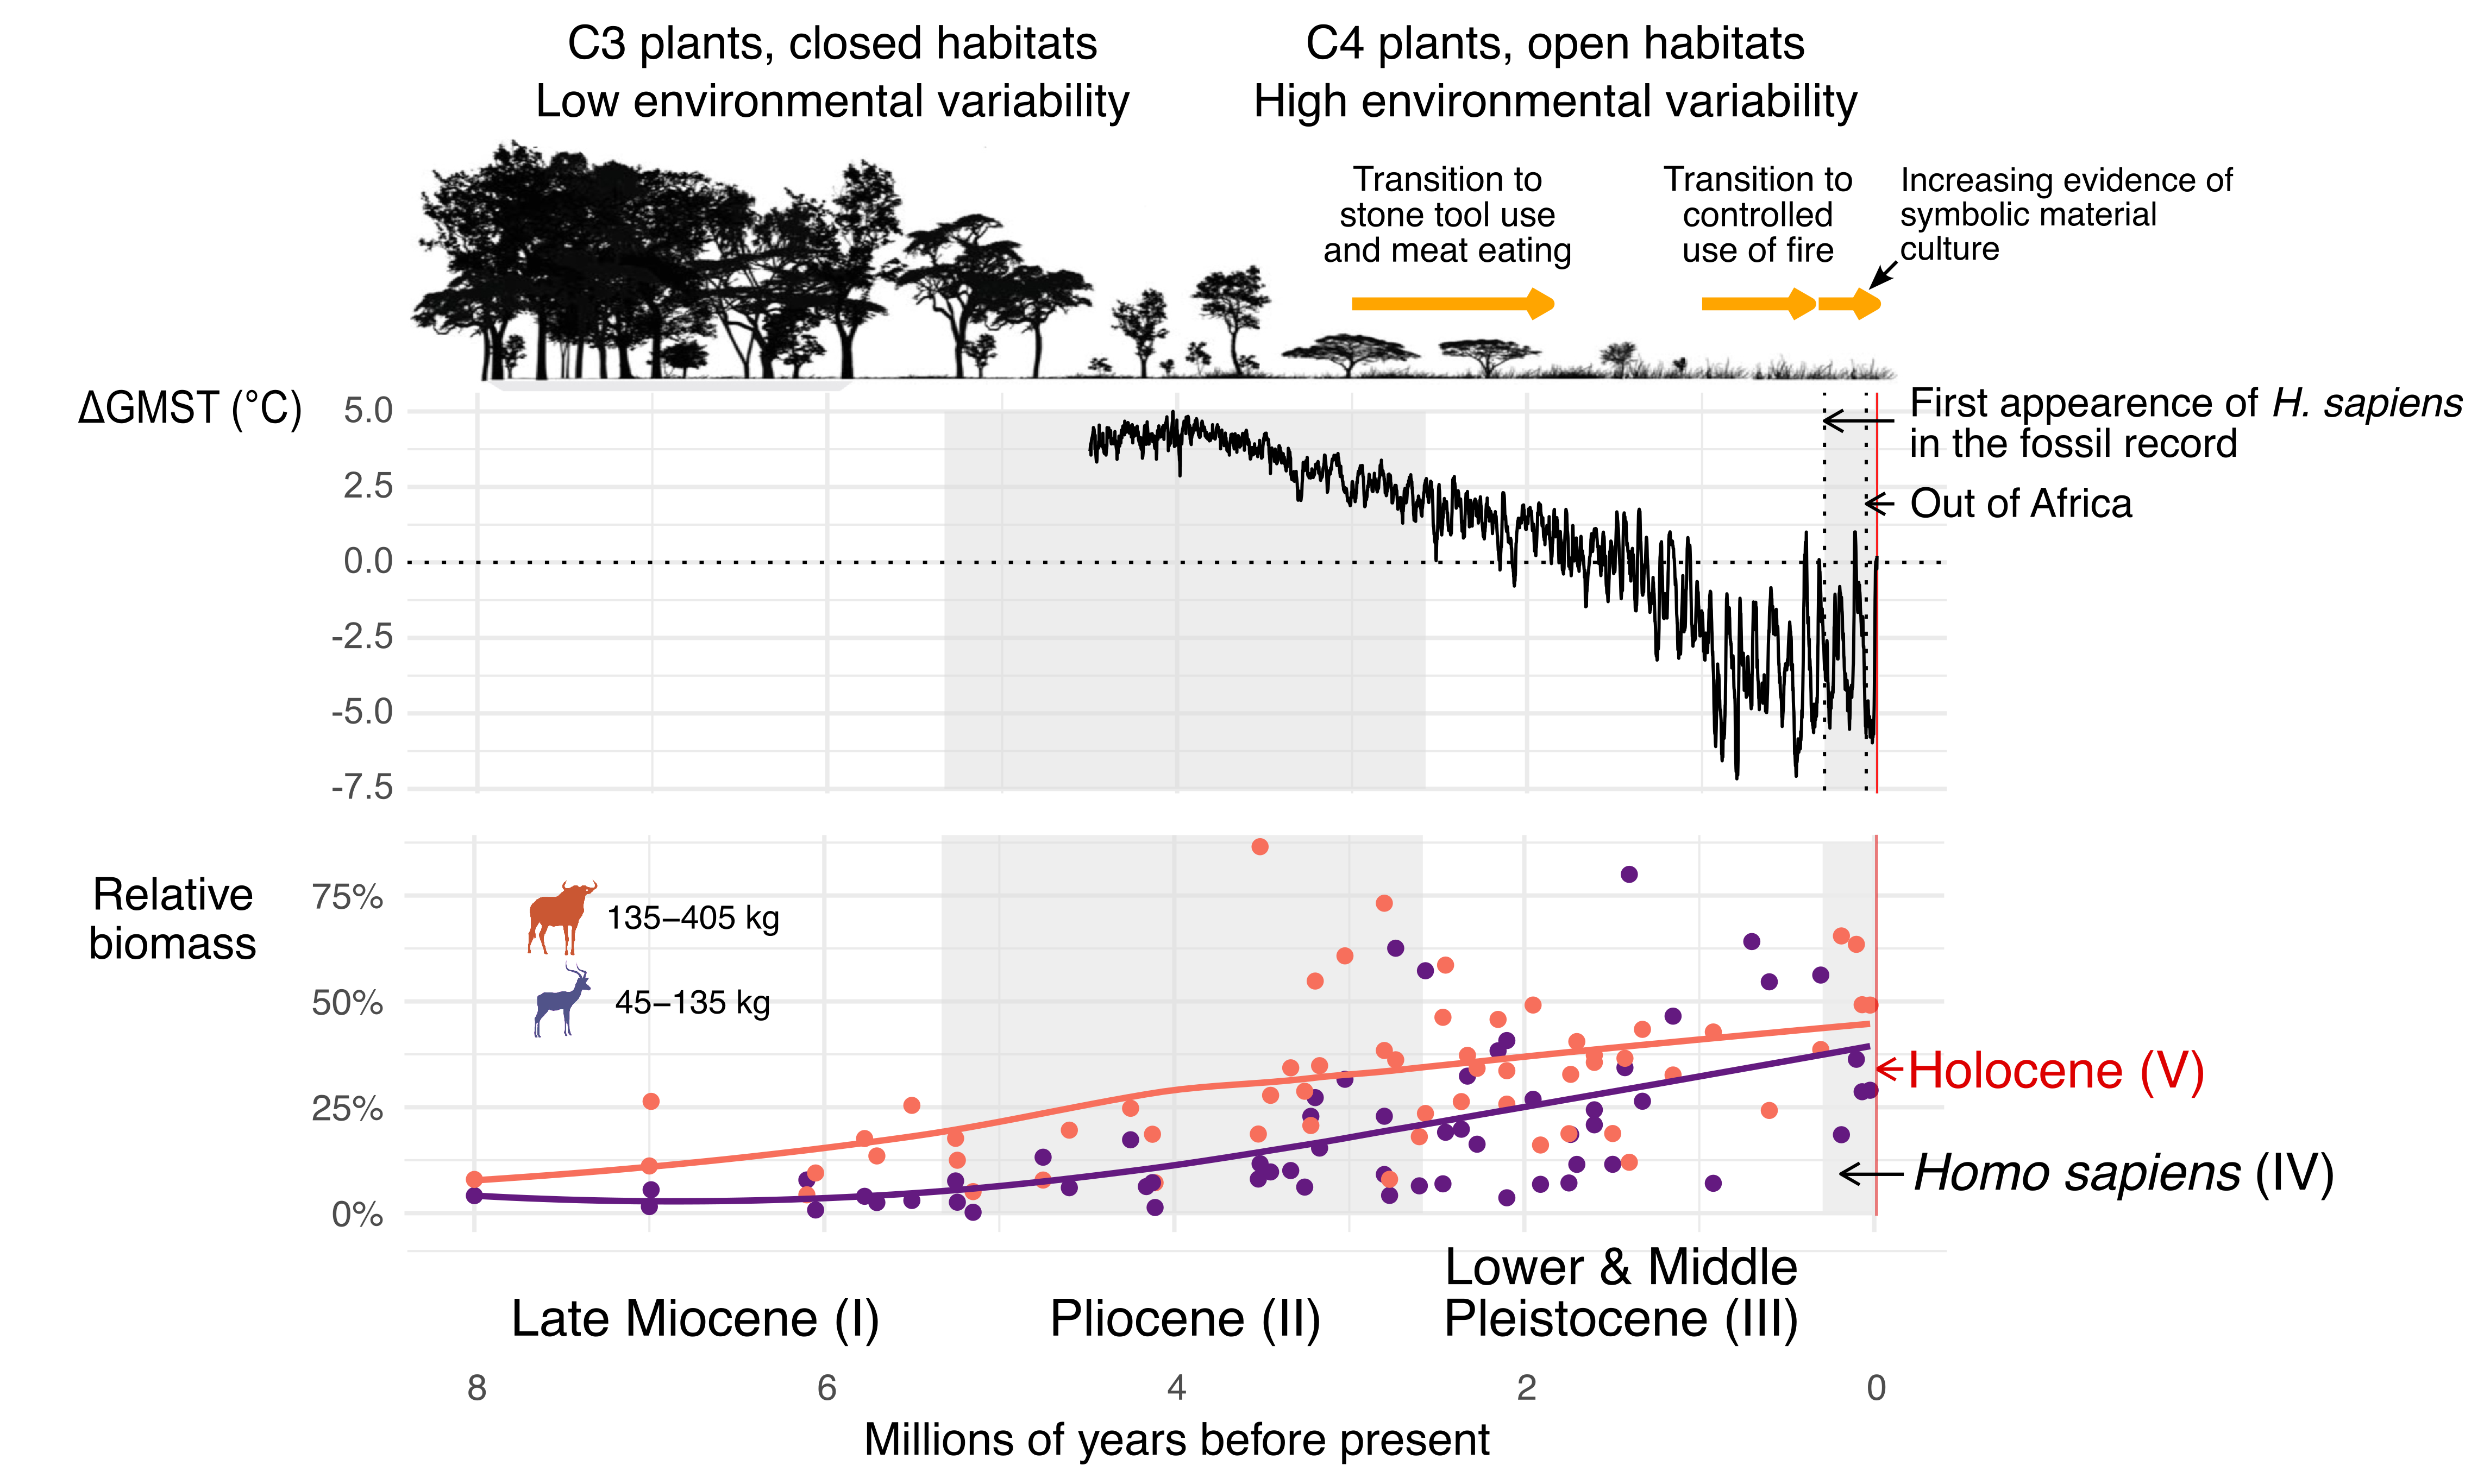 C3 plants, closed habitats
Low environmental variability
C4 plants, open habitats
High environmental variability
Transition to
stone tool use
and meat eating
Transition to
controlled
use of fire
Increasing evidence of
symbolic material
culture
ΔGMST (°C)
5.0
2.5
0.0
-2.5
-5.0
-7.5
First appearence of H. sapiens
in the fossil record
Out of Africa
Relative
biomass
75%
50%
25%
0%
135–405 kg
45–135 kg
Holocene (V)
Homo sapiens (IV)
Late Miocene (I)
Pliocene (II)
Lower & Middle
Pleistocene (III)
8
6
4
2
0
Millions of years before present